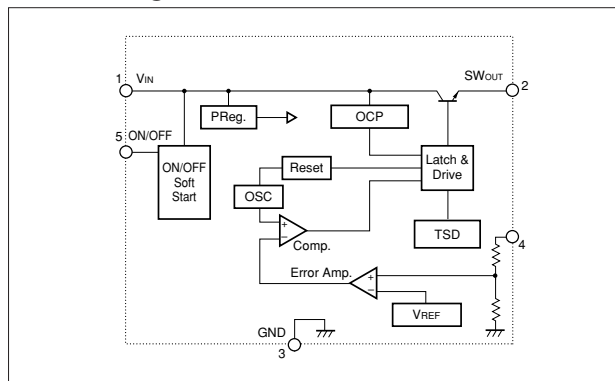 1
VIN
SWOUT
2
PReg.
OCP
5
ON/OFF
ON/OFF
Soft
Start
Reset
Latch &
Drive
OSC
+
–
Comp.
TSD
4
Error Amp.
+
–
VREF
GND
3